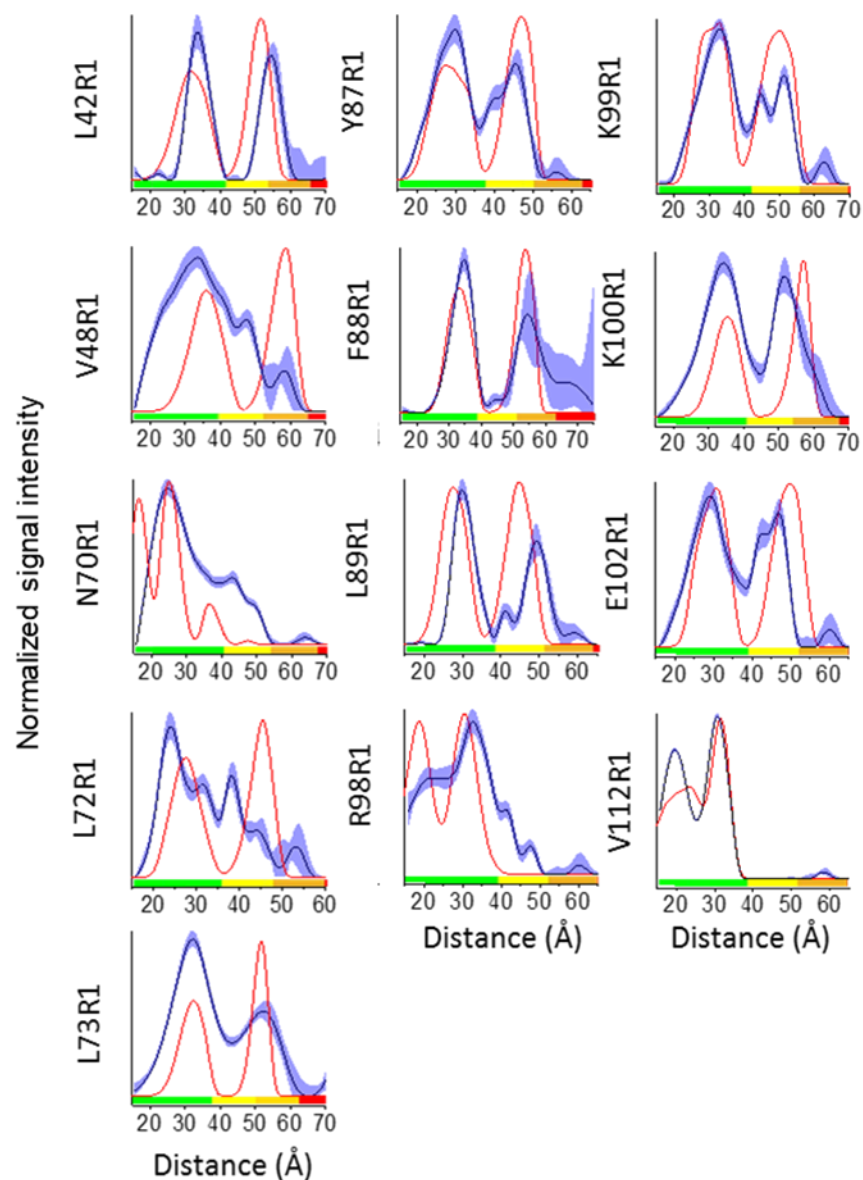 Normalized signal intensity
L42R1
20 30 40 50 60 70
Y87R1
20 30 40 50 60
K99R1
20 30 40 50 60 70
V48R1
20 30 40 50 60 70
F88R1
20 30 40 50 60 70
K100R1
20 30 40 50 60 70
N70R1
20 30 40 50 60 70
L89R1
20 30 40 50 60
E102R1
20 30 40 50 60
L72R1
20 30 40 50 60
R98R1
20 30 40 50 60
Distance (Å)
V112R1
20 30 40 50 60
Distance (Å)
L73R1
20 30 40 50 60 70
Distance (Å)